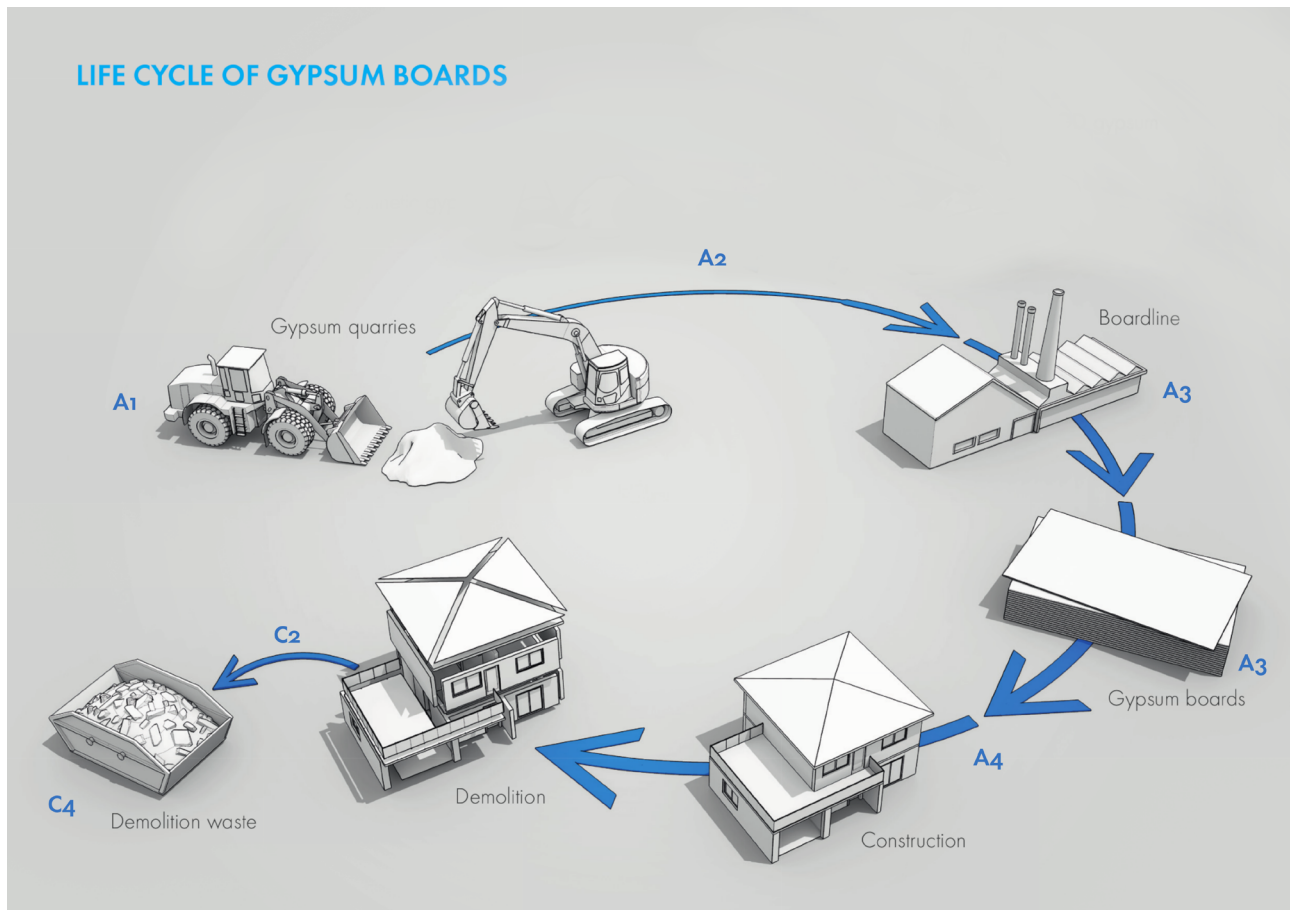 LIFE CYCLE OF GYPSUM BOARDS
A2
Gypsum quarries
Boardline
A1
A3
C2
A3
Gypsum boards
A4
Demolition
C4
Demolition waste
Construction